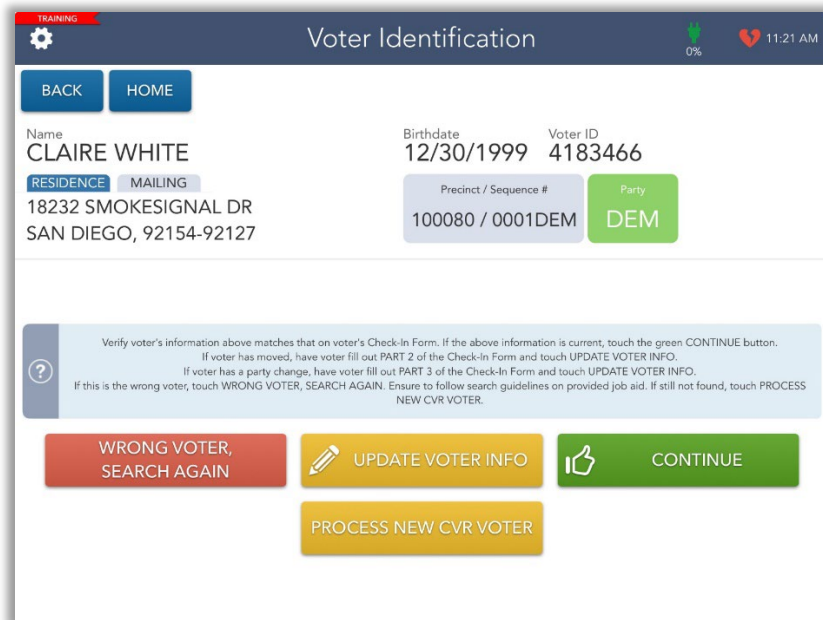 TRAINING
Voter Identification
0%
11:21 AM
BACK
HOME
Name
CLAIRE WHITE
Birthdate
12/30/1999
Voter ID
4183466
RESIDENCE
MAILING
18232 SMOKESIGNAL DR
SAN DIEGO, 92154-92127
Precinct / Sequence #
100080 / 0001DEM
Party
DEM
?
Verify voter's information above matches that on voter's Check-In Form. If the above information is current, touch the green CONTINUE button.
If voter has moved, have voter fill out PART 2 of the Check-In Form and touch UPDATE VOTER INFO.
If voter has a party change, have voter fill out PART 3 of the Check-In Form and touch UPDATE VOTER INFO.
If this is the wrong voter, touch WRONG VOTER, SEARCH AGAIN. Ensure to follow search guidelines on provided job aid. If still not found, touch PROCESS
NEW CVR VOTER.
WRONG VOTER,
SEARCH AGAIN
UPDATE VOTER INFO
CONTINUE
PROCESS NEW CVR VOTER